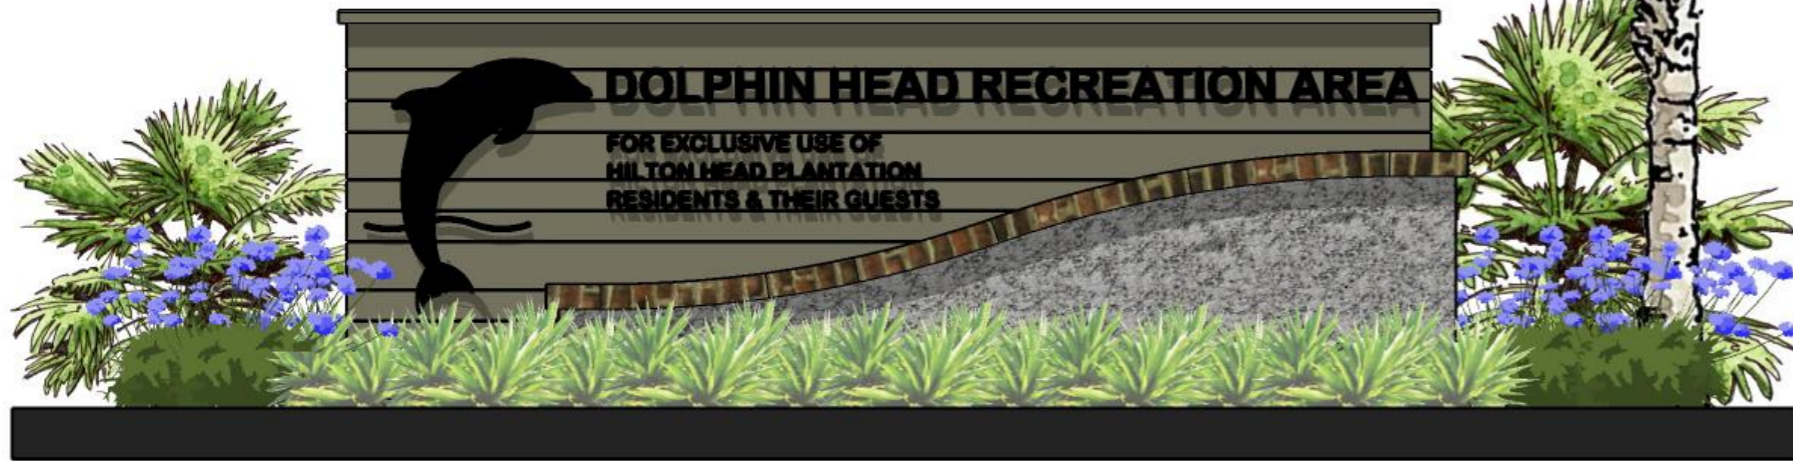 DOLPHIN HEAD RECREATION AREA
FOR EXCLUSIVE USE OF
HILTON HEAD PLANTATION
RESIDENTS & THEIR GUESTS